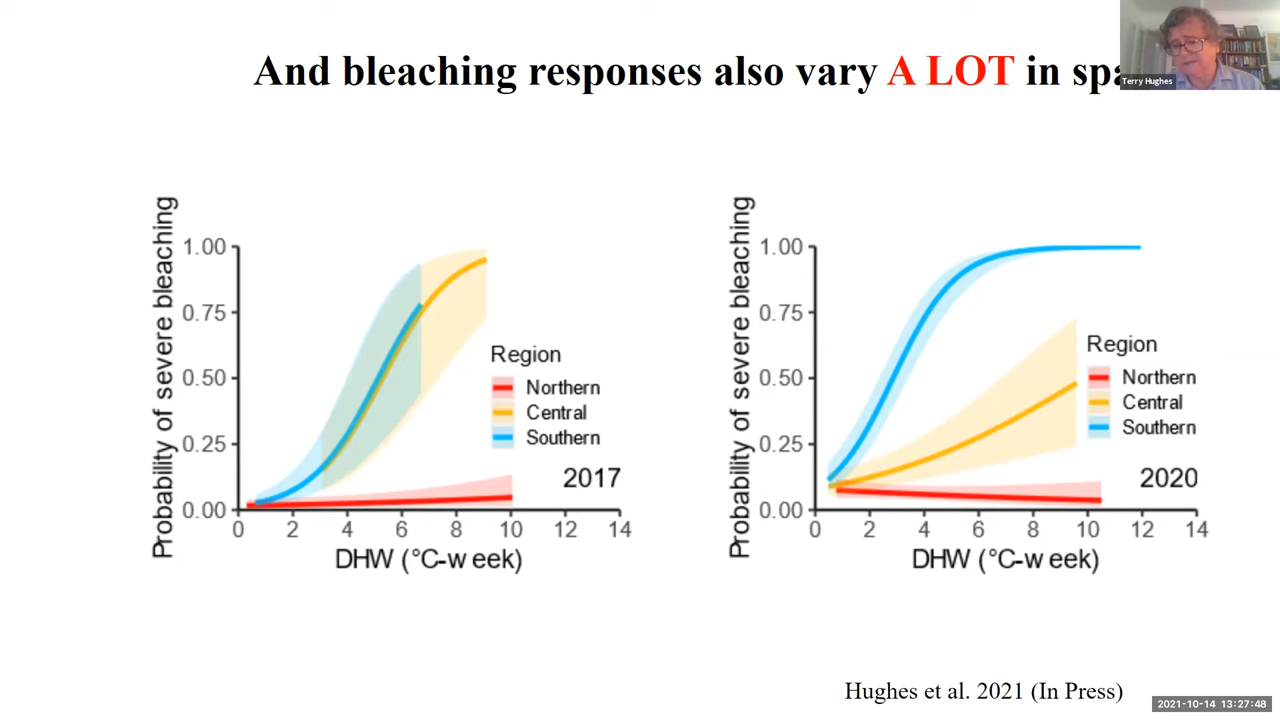 And bleaching responses also vary A LOT in spa
Terry Hughes
Probability of severe bleaching
1.00
0.75
0.50
0.25
0.00
0 2 4 6 8 10 12 14
DHW (°C-week)
Region
Northern
Central
Southern
2017
Probability of severe bleaching
1.00
0.75
0.50
0.25
0.00
0 2 4 6 8 10 12 14
DHW (°C-week)
Region
Northern
Central
Southern
2020
Hughes et al. 2021 (In Press)
2021-10-14 13:27:48